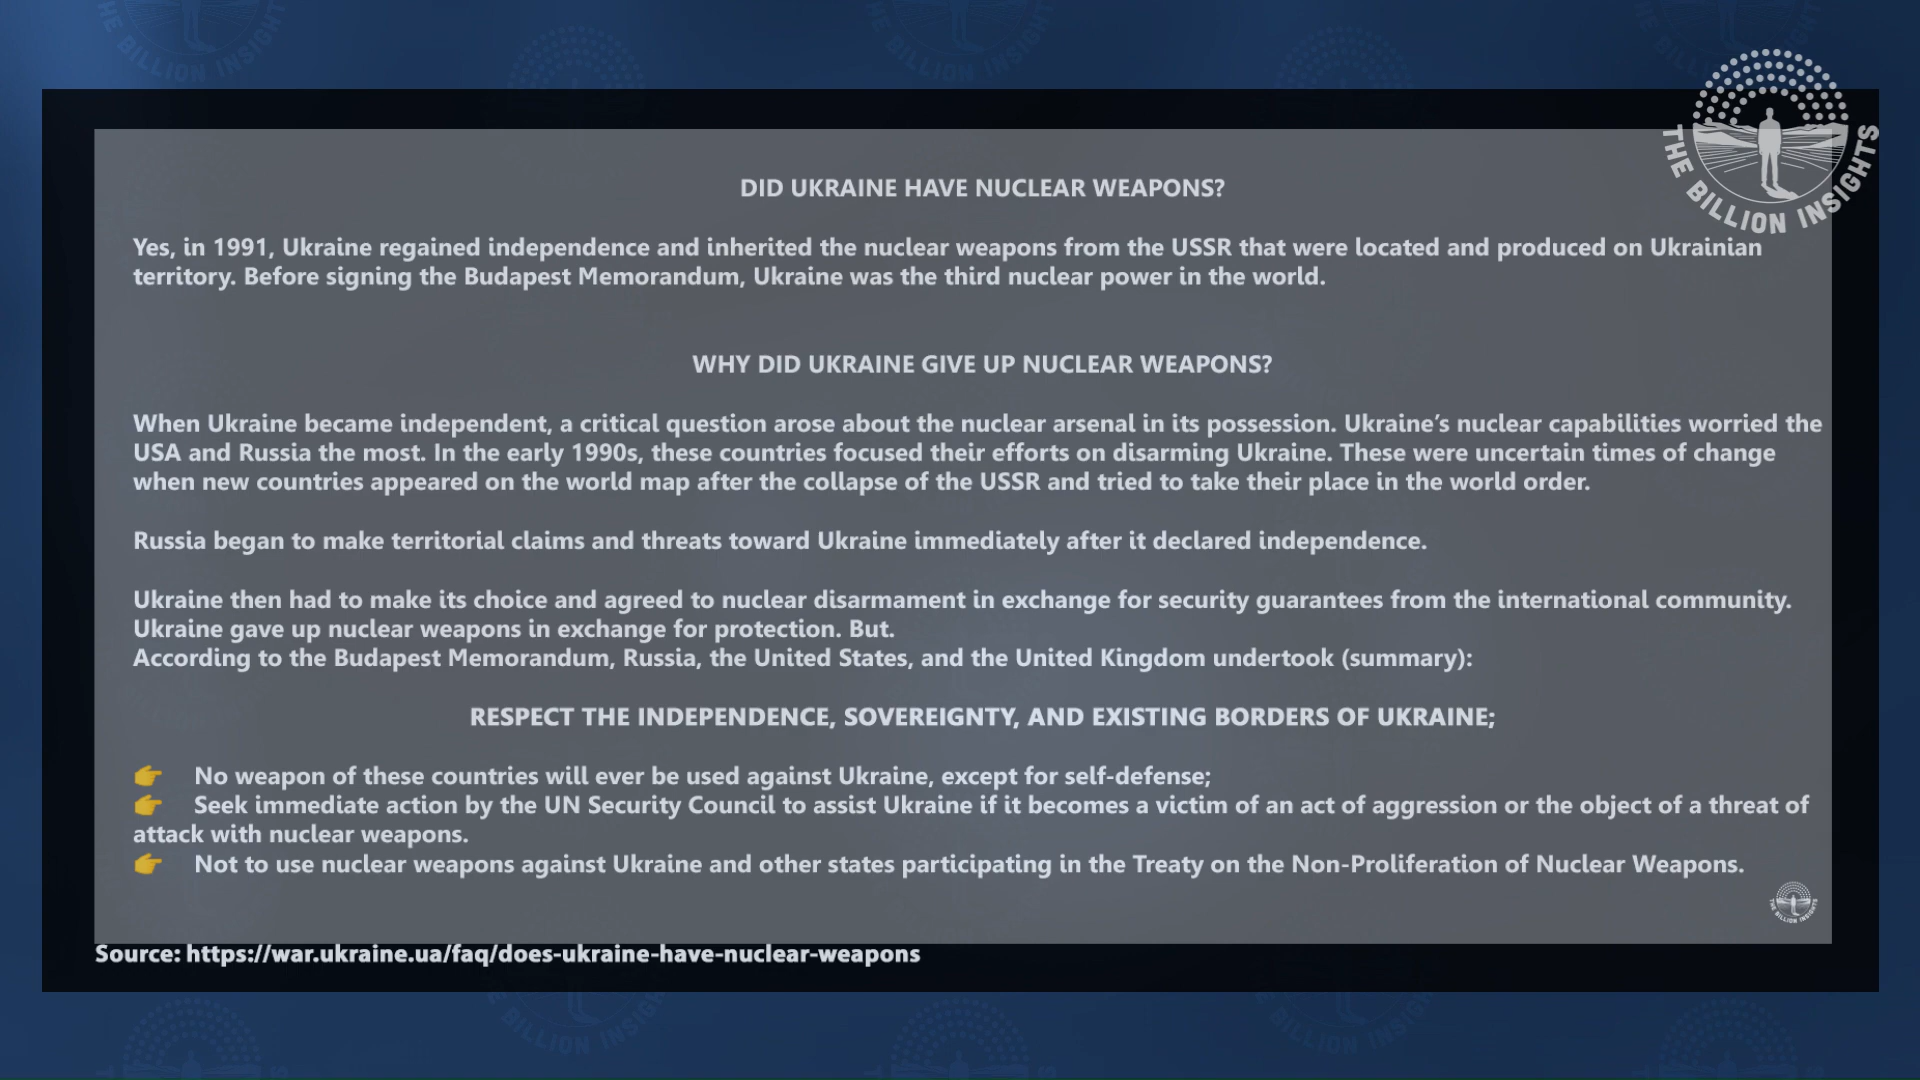 THE BILLION INSIGHTS
DID UKRAINE HAVE NUCLEAR WEAPONS?
Yes, in 1991, Ukraine regained independence and inherited the nuclear weapons from the USSR that were located and produced on Ukrainian
territory. Before signing the Budapest Memorandum, Ukraine was the third nuclear power in the world.
WHY DID UKRAINE GIVE UP NUCLEAR WEAPONS?
When Ukraine became independent, a critical question arose about the nuclear arsenal in its possession. Ukraine’s nuclear capabilities worried the
USA and Russia the most. In the early 1990s, these countries focused their efforts on disarming Ukraine. These were uncertain times of change
when new countries appeared on the world map after the collapse of the USSR and tried to take their place in the world order.
Russia began to make territorial claims and threats toward Ukraine immediately after it declared independence.
Ukraine then had to make its choice and agreed to nuclear disarmament in exchange for security guarantees from the international community.
Ukraine gave up nuclear weapons in exchange for protection. But.
According to the Budapest Memorandum, Russia, the United States, and the United Kingdom undertook (summary):
RESPECT THE INDEPENDENCE, SOVEREIGNTY, AND EXISTING BORDERS OF UKRAINE;
👉 No weapon of these countries will ever be used against Ukraine, except for self-defense;
👉 Seek immediate action by the UN Security Council to assist Ukraine if it becomes a victim of an act of aggression or the object of a threat of
attack with nuclear weapons.
👉 Not to use nuclear weapons against Ukraine and other states participating in the Treaty on the Non-Proliferation of Nuclear Weapons.
THE BILLION INSIGHTS
Source: https://war.ukraine.ua/faq/does-ukraine-have-nuclear-weapons